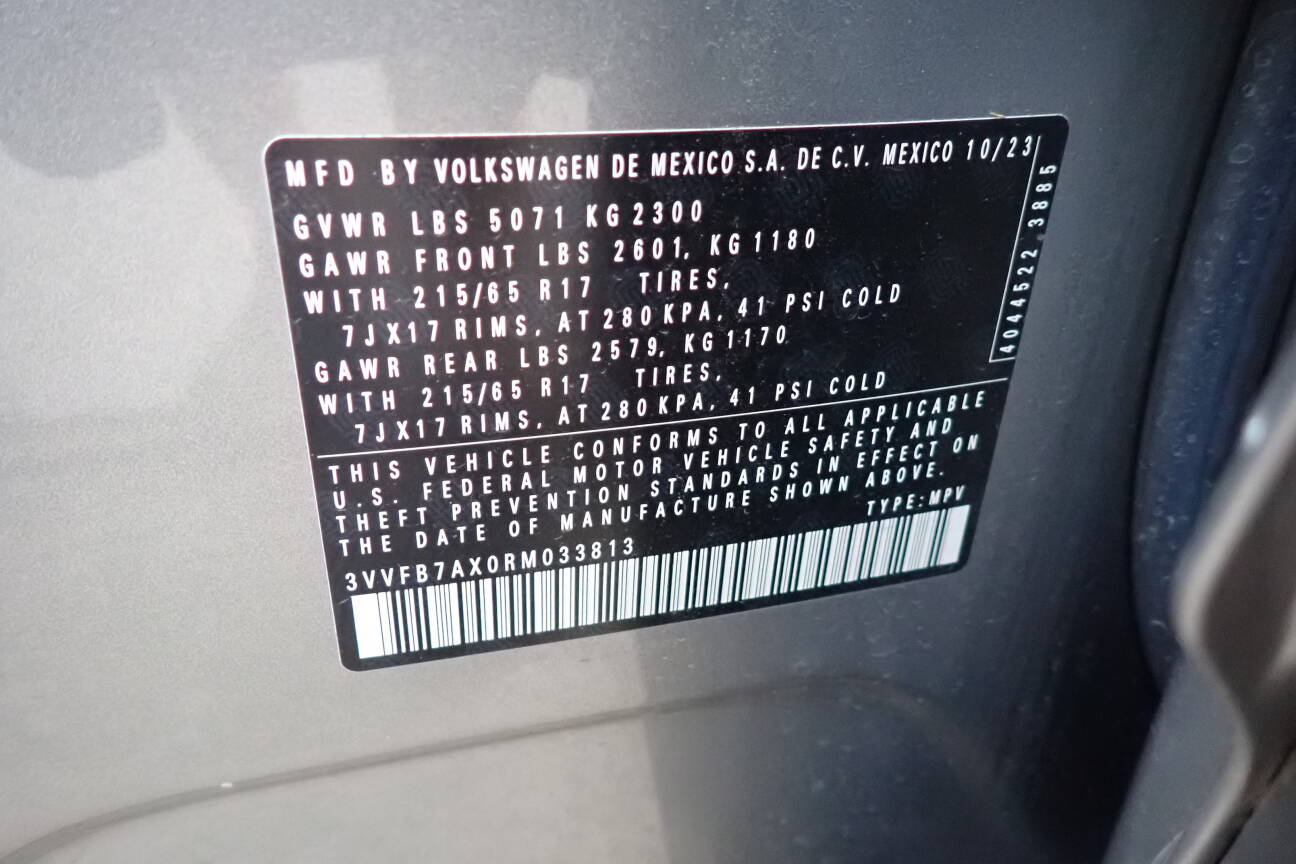 MFD BY VOLKSWAGEN DE MEXICO S.A. DE C.V. MEXICO 10/23
GVWR LBS 5071 KG 2300
GAWR FRONT LBS 2601, KG 1180
WITH 215/65 R17 TIRES,
7JX17 RIMS, AT 280 KPA, 41 PSI COLD
GAWR REAR LBS 2579, KG 1170
WITH 215/65 R17 TIRES,
7JX17 RIMS, AT 280 KPA, 41 PSI COLD
4044522 3885
THIS VEHICLE CONFORMS TO ALL APPLICABLE
U.S. FEDERAL MOTOR VEHICLE SAFETY AND
THEFT PREVENTION STANDARDS IN EFFECT ON
THE DATE OF MANUFACTURE SHOWN ABOVE.
TYPE:MPV
3VVFB7AX0RM033813